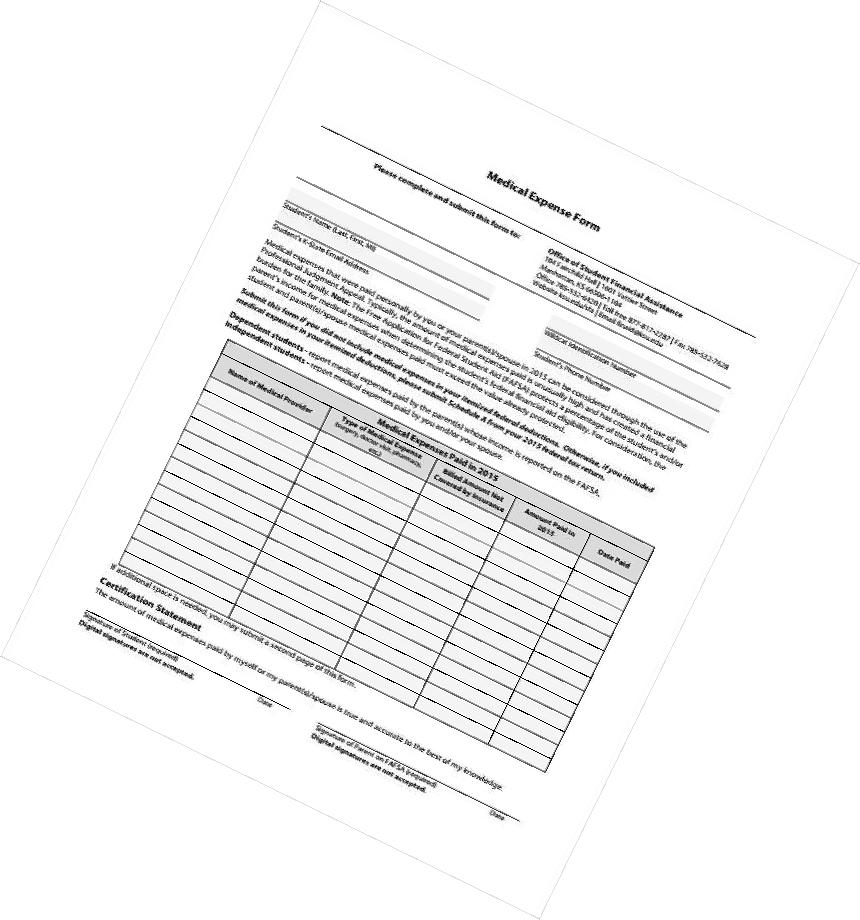 Medical Expense Form
Please complete and submit this form to:
Office of Student Financial Assistance
104 Fairchild Hall | 1601 Vattier Street
Manhattan, KS 66506-1104
Office 785-532-6420 | Toll free 877-817-2287 | Fax 785-532-7628
Website ksu.edu/sfa | Email finaid@ksu.edu
Student's Name (Last, First, MI)
Wildcat Identification Number
Student's K-State Email Address
Student's Phone Number
Medical expenses that were paid personally by you or your parent(s)/spouse in 2015 can be considered through the use of the
Professional Judgment Appeal. Typically, the amount of medical expenses paid is unusually high and has created a financial
burden for the family. Note: The Free Application for Federal Student Aid (FAFSA) protects a percentage of the student's and/or
parent's income for medical expenses when determining the student's federal financial aid eligibility. For consideration, the
student and parent(s)/spouse medical expenses paid must exceed the value already protected.
Submit this form if you did not include medical expenses in your itemized federal deductions. Otherwise, if you included
medical expenses in your itemized deductions, please submit Schedule A from your 2015 federal tax return.
Dependent students - report medical expenses paid by the parent(s) whose income is reported on the FAFSA.
Independent students - report medical expenses paid by you and/or your spouse.
Medical Expenses Paid in 2015
Name of Medical Provider
Type of Medical Expense
(surgery, doctor visit, pharmacy,
etc.)
Billed Amount Not
Covered by Insurance
Amount Paid in
2015
Date Paid
If additional space is needed, you may submit a second page of this form.
Certification Statement
The amount of medical expenses paid by myself or my parent(s)/spouse is true and accurate to the best of my knowledge.
Signature of Student (required)
Digital signatures are not accepted.
Date
Signature of Parent on FAFSA (required)
Digital signatures are not accepted.
Date